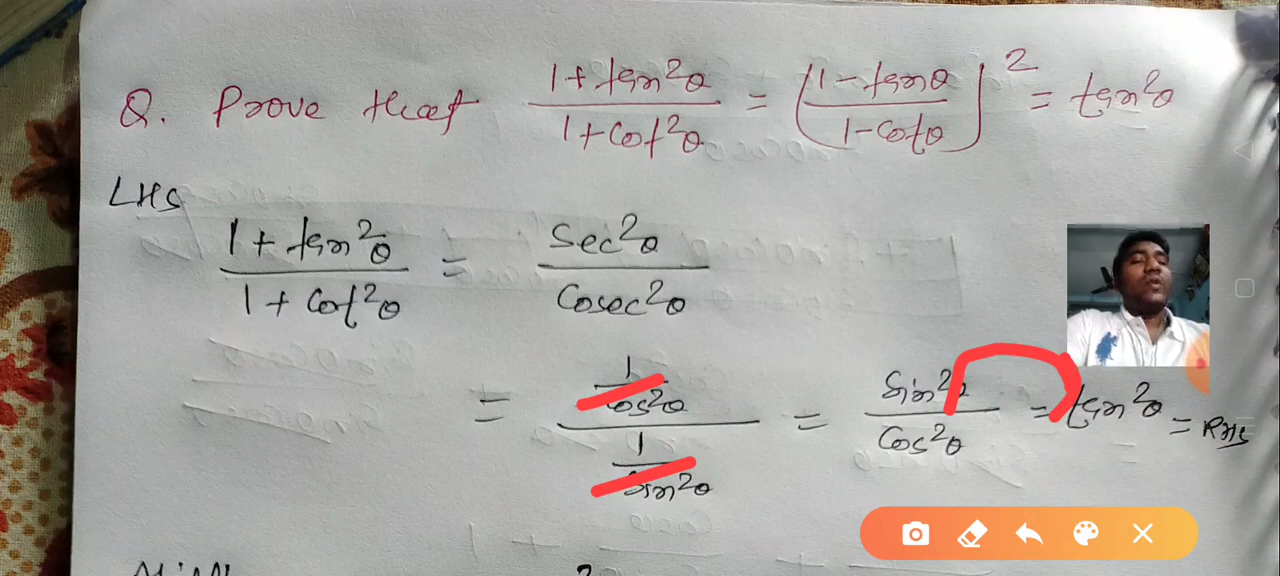 Q. Prove that (1+tan²θ)/(1+cot²θ) = ((1-tanθ)/(1-cotθ))² = tan²θ
LHS
(1+tan²θ)/(1+cot²θ) = Sec²θ/Cosec²θ
= (1/cos²θ)/(1/sin²θ) = Sin²θ/Cos²θ = tan²θ = RHS